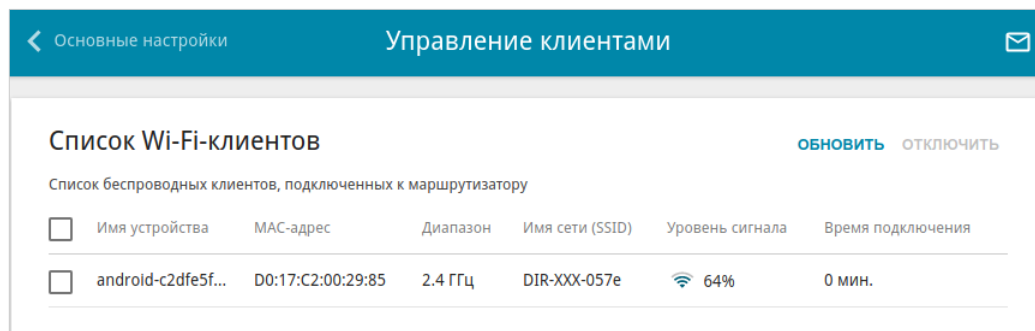 Основные настройки Управление клиентами
Список Wi-Fi-клиентов ОБНОВИТЬ ОТКЛЮЧИТЬ
Список беспроводных клиентов, подключенных к маршрутизатору
Имя устройства MAC-адрес Диапазон Имя сети (SSID) Уровень сигнала Время подключения
android-c2dfe5f... D0:17:C2:00:29:85 2.4 ГГц DIR-XXX-057e 64% 0 мин.